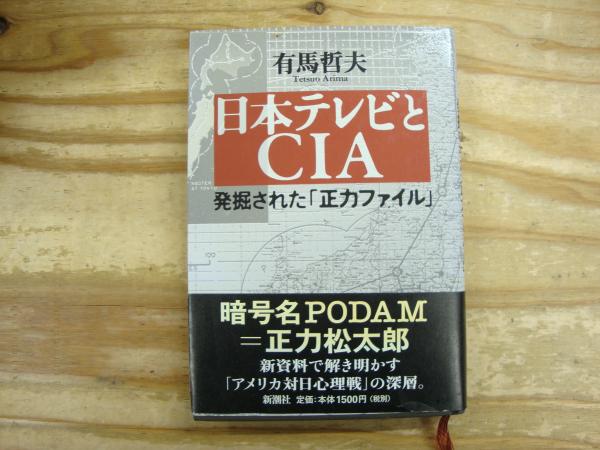 有馬哲夫
Tetsuo Arima
日本テレビと
CIA
発掘された「正力ファイル」
暗号名PODAM
＝正力松太郎
新資料で解き明かす
「アメリカ対日心理戦」の深層。
新潮社 定価:本体1500円(税別)